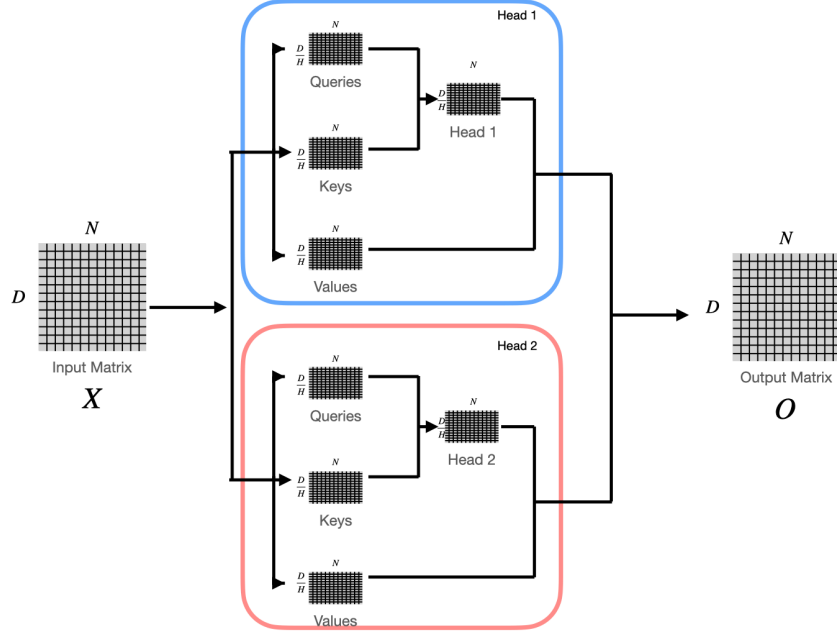 Head 1
N
D/H
Queries
N
D/H
Head 1
N
D/H
Keys
N
D/H
Values
N
D
Input Matrix
X
Head 2
N
D/H
Queries
N
D/H
Head 2
N
D/H
Keys
N
D/H
Values
N
D
Output Matrix
O